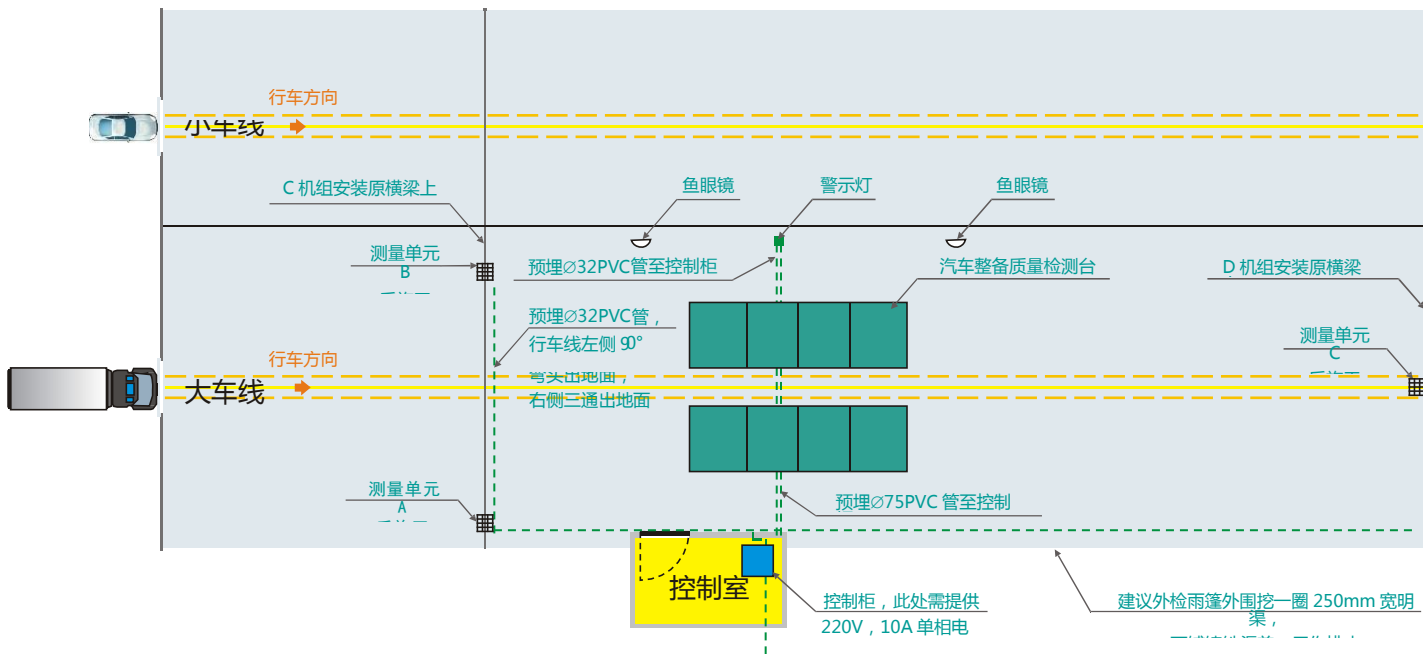 行车方向
小车线
C 机组安装原横梁上
鱼眼镜
警示灯
鱼眼镜
测量单元
B
预埋∅32PVC管至控制柜
汽车整备质量检测台
D 机组安装原横梁
预埋∅32PVC管，
行车线左侧 90°
弯头出地面，
右侧三通出地面
测量单元
C
行车方向
大车线
测量单元
A
预埋∅75PVC 管至控制
控制室
控制柜，此处需提供
220V，10A 单相电
建议外检雨篷外围挖一圈 250mm 宽明
渠，